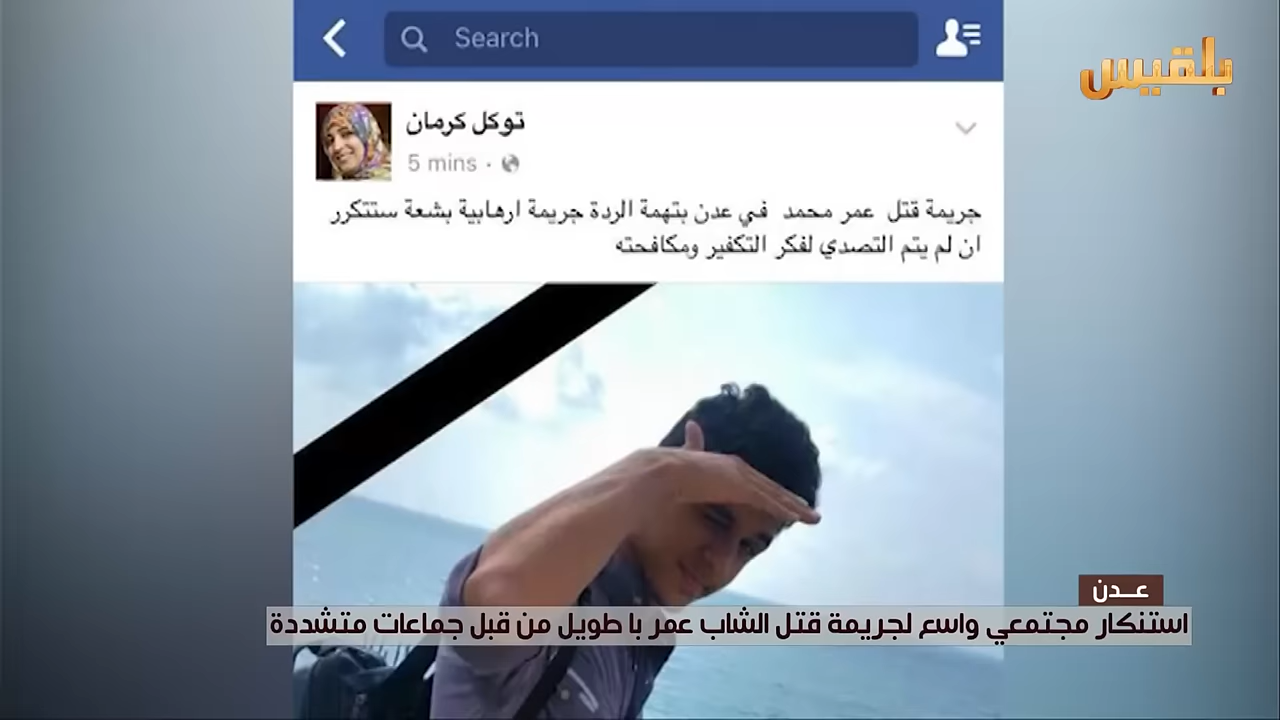 Search
بلقيس
توكل كرمان
5 mins ·
جريمة قتل عمر محمد في عدن بتهمة الردة جريمة ارهابية بشعة ستتكرر
ان لم يتم التصدي لفكر التكفير ومكافحته
عدن
استنكار مجتمعي واسع لجريمة قتل الشاب عمر با طويل من قبل جماعات متشددة